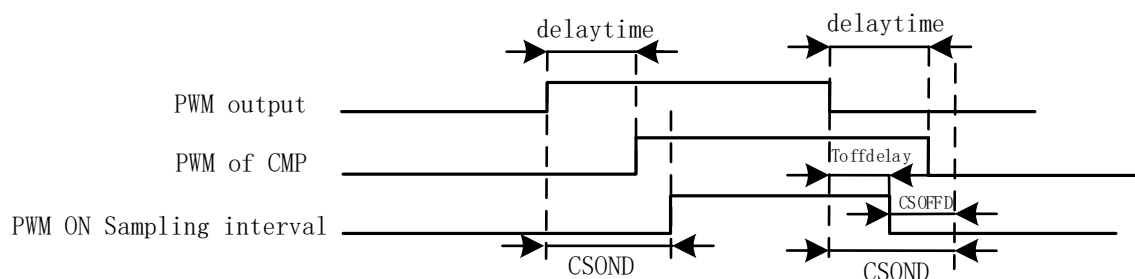 delaytime
delaytime
PWM output
PWM of CMP
Toffdelay
CSOFFD
PWM ON Sampling interval
CSOND
CSOND